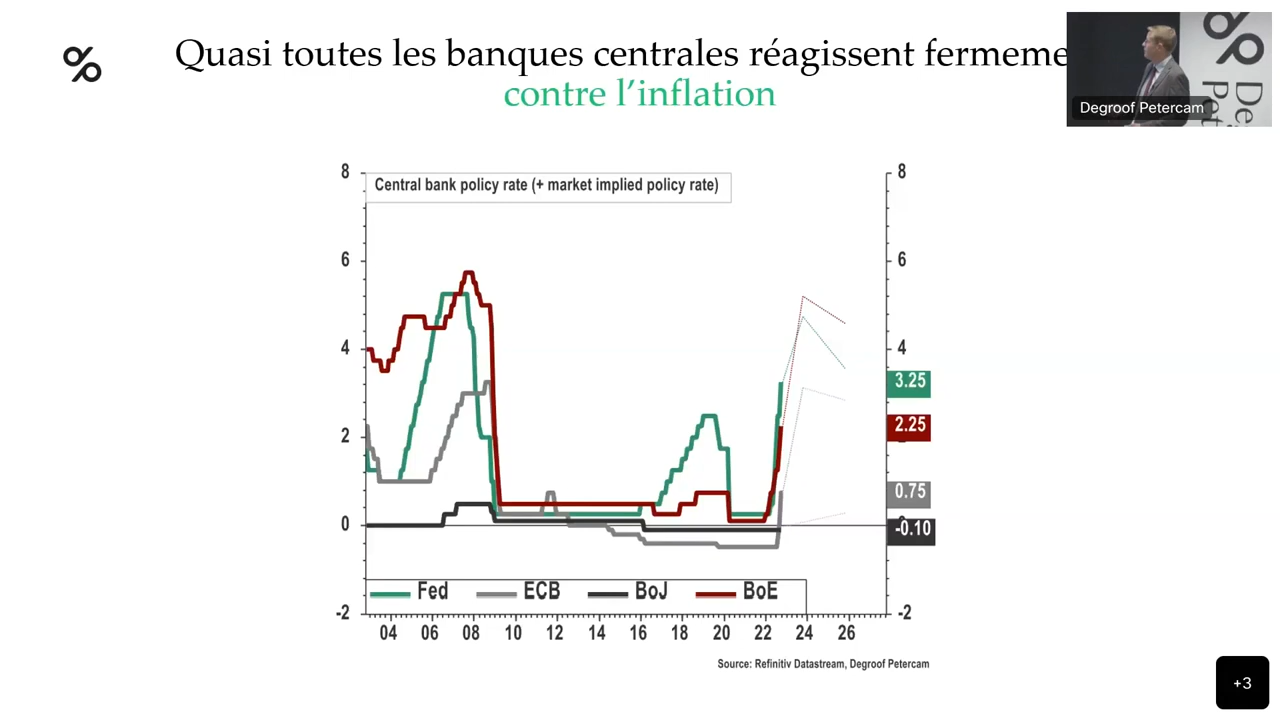 Quasi toutes les banques centrales réagissent fermeme
contre l'inflation
Degroof Petercam
De
Pet
Central bank policy rate (+ market implied policy rate)
8 8
6 6
4 4
3.25
2.25
2
0.75
0
-0.10
-2 -2
Fed ECB BoJ BoE
04 06 08 10 12 14 16 18 20 22 24 26
Source: Refinitiv Datastream, Degroof Petercam
+3